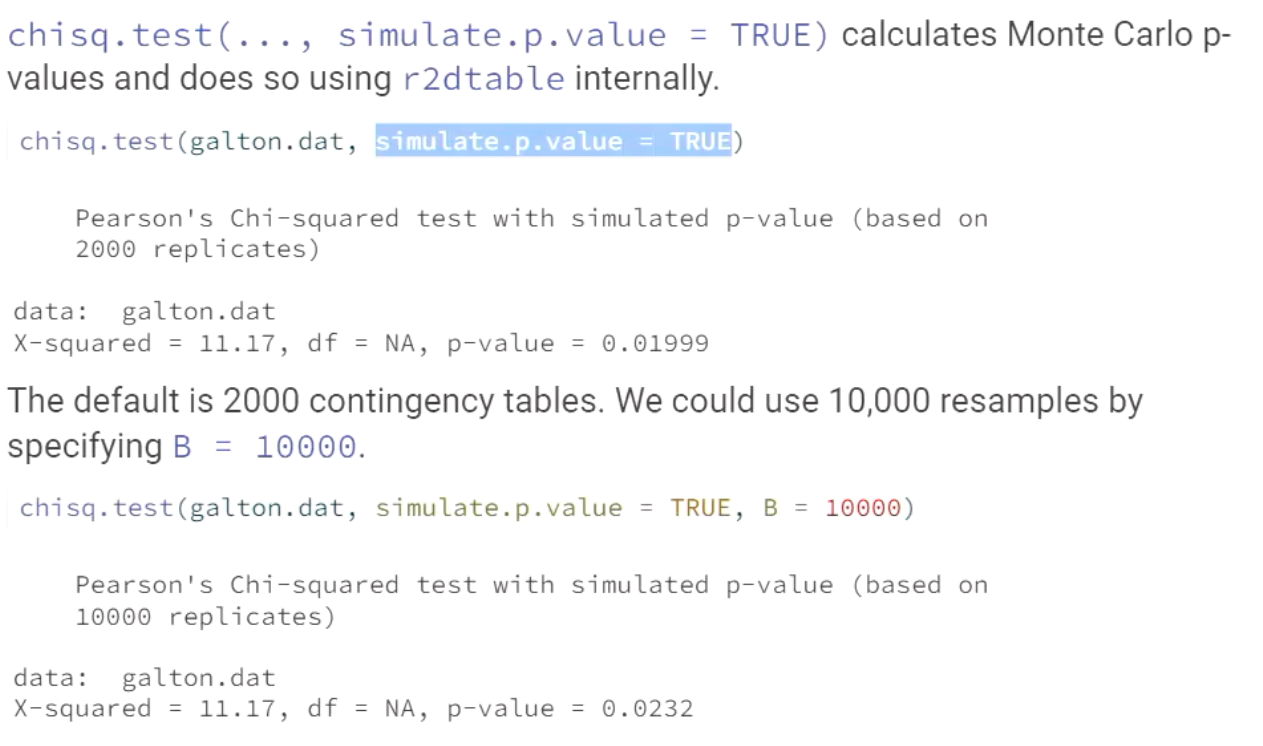 chisq.test(..., simulate.p.value = TRUE) calculates Monte Carlo p-
values and does so using r2dtable internally.
chisq.test(galton.dat, simulate.p.value = TRUE)
Pearson's Chi-squared test with simulated p-value (based on
2000 replicates)
data:  galton.dat
X-squared = 11.17, df = NA, p-value = 0.01999
The default is 2000 contingency tables. We could use 10,000 resamples by
specifying B = 10000.
chisq.test(galton.dat, simulate.p.value = TRUE, B = 10000)
Pearson's Chi-squared test with simulated p-value (based on
10000 replicates)
data:  galton.dat
X-squared = 11.17, df = NA, p-value = 0.0232